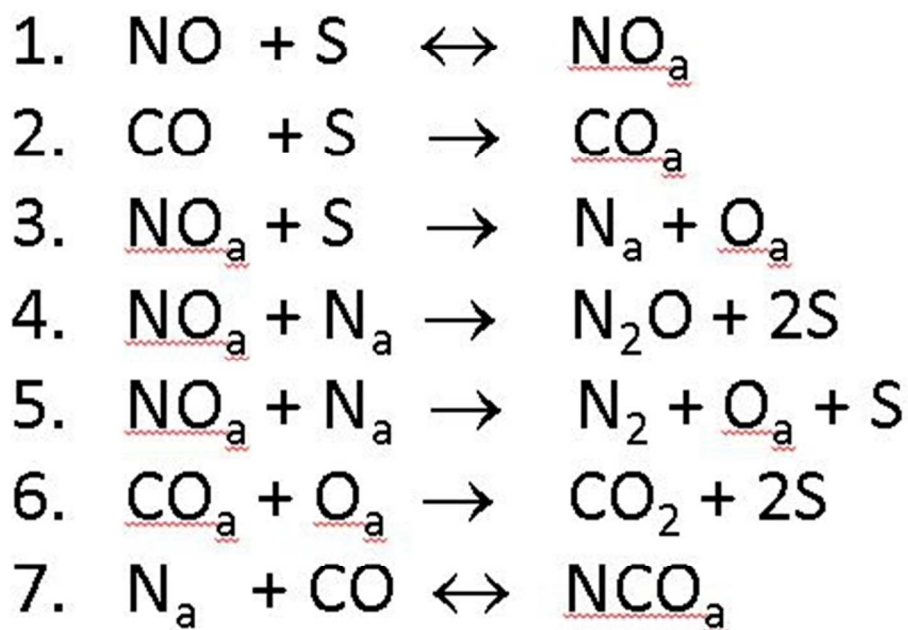 1. NO + S ↔ NOₐ
2. CO + S → COₐ
3. NOₐ + S → Nₐ + Oₐ
4. NOₐ + Nₐ → N₂O + 2S
5. NOₐ + Nₐ → N₂ + Oₐ + S
6. COₐ + Oₐ → CO₂ + 2S
7. Nₐ + CO ↔ NCOₐ